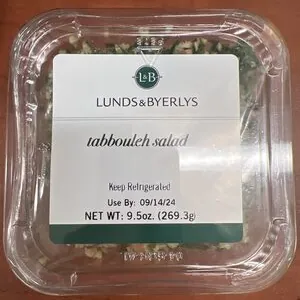 L&B
LUNDS&BYERLYS
tabbouleh salad
Keep Refrigerated
Use By: 09/14/24
NET WT: 9.5oz. (269.3g)